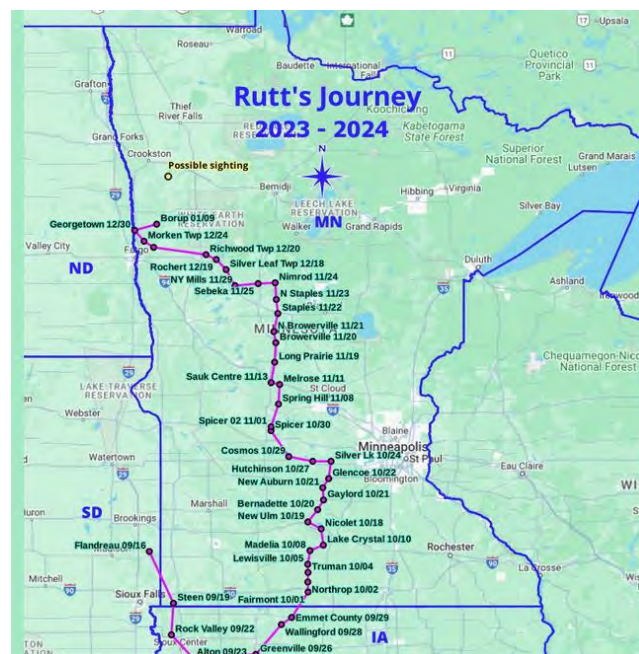 Warroad
Upsala
Roseau
Baudette
International
Fall
Quetico
Provincial
Park
Grafton
Thief
River Falls
Rutt's Journey
2023 - 2024
Koochiching
Kabetogama
State Forest
Grand Forks
Crookston
Superior
National Forest
Grand Marais
Lutsen
Possible sighting
N
Bemidji
Hibbing
Virginia
Silver Bay
LEECH LAKE
RESERVATION
WHITE EARTH
RESERVATION
Borup 01/09
Georgetown 12/30
Walker
Grand Rapids
MN
Morken Twp 12/24
Valley City
Fargo
Richwood Twp 12/20
ND
Rochert 12/19
Silver Leaf Twp 12/18
Duluth
NY Mills 11/29
Nimrod 11/24
Sebeka 11/25
Ashland
Ironwood
N Staples 11/23
Staples 11/22
N Browerville 11/21
MINNESOTA
Browerville 11/20
Chequamegon-Nic
National Forest
Long Prairie 11/19
LAKE TRAVERSE
RESERVATION
Sauk Centre 11/13
Melrose 11/11
St Cloud
Spring Hill 11/08
Webster
Spicer 02 11/01
Spicer 10/30
Blaine
Minneapolis
St Paul
Watertown
Cosmos 10/29
Silver Lk 10/24
Eau Claire
Hutchinson 10/27
Glencoe 10/22
Bloomington
New Auburn 10/21
WI
Marshall
Gaylord 10/21
Bernadette 10/20
SD
New Ulm 10/19
Brookings
Nicolet 10/18
Flandreau 09/16
Madelia 10/08
Lake Crystal 10/10
Rochester
Lewisville 10/05
Truman 10/04
La Crosse
Mitchell
Sioux Falls
Steen 09/19
Northrop 10/02
Fairmont 10/01
Emmet County 09/29
Rock Valley 09/22
Wallingford 09/28
IA
Sioux Center
Alton 09/23
Greenville 09/26